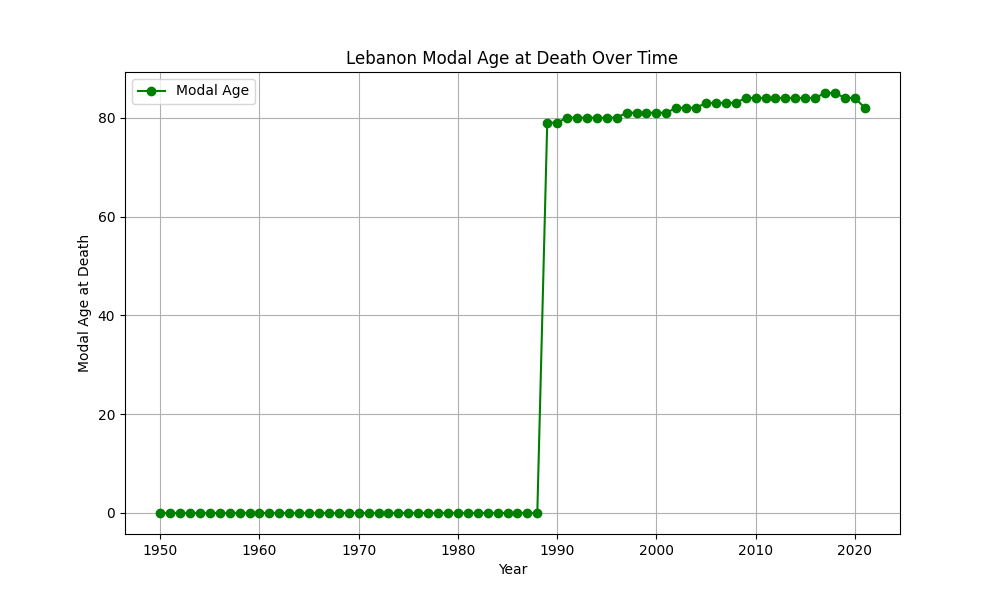 Lebanon Modal Age at Death Over Time
Modal Age
Modal Age at Death
80
60
40
20
0
1950 1960 1970 1980 1990 2000 2010 2020
Year